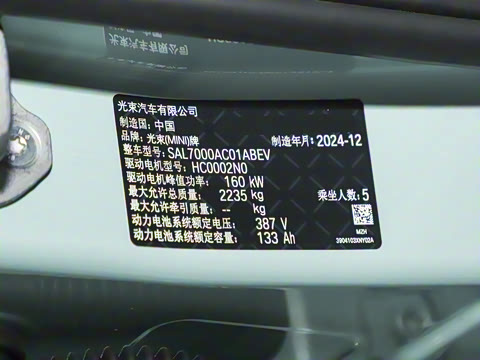 光束汽车有限公司
制造国: 中国
品牌: 光束(MINI)牌 制造年月: 2024-12
整车型号: SAL7000AC01ABEV
驱动电机型号: HC0002N0
驱动电机峰值功率: 160 kW
最大允许总质量: 2235 kg 乘坐人数: 5
最大允许牵引质量: -- kg
动力电池系统额定电压: 387 V
动力电池系统额定容量: 133 Ah
MZH
3904103XNY02A